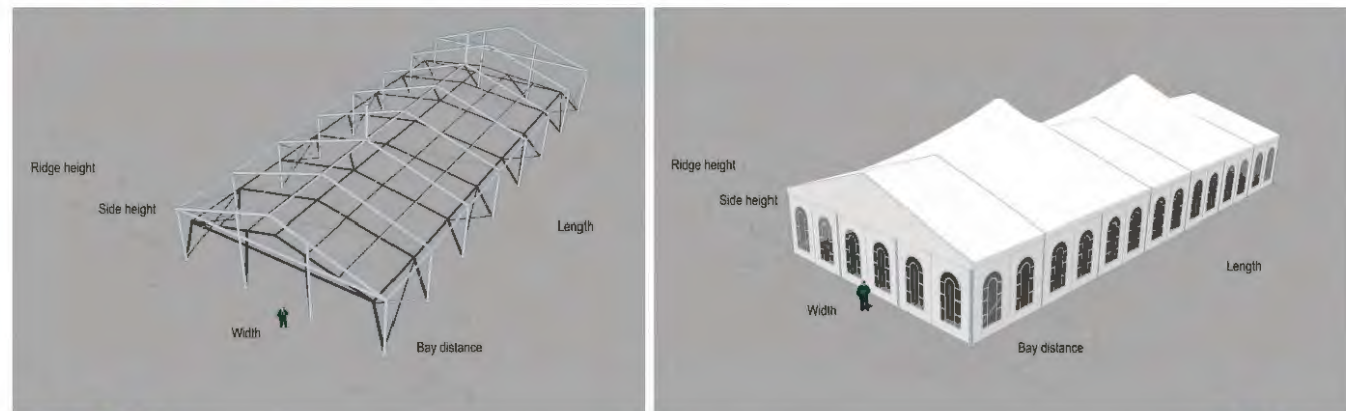 Ridge height
Side height
Length
Width
Bay distance
Ridge height
Side height
Length
Width
Bay distance